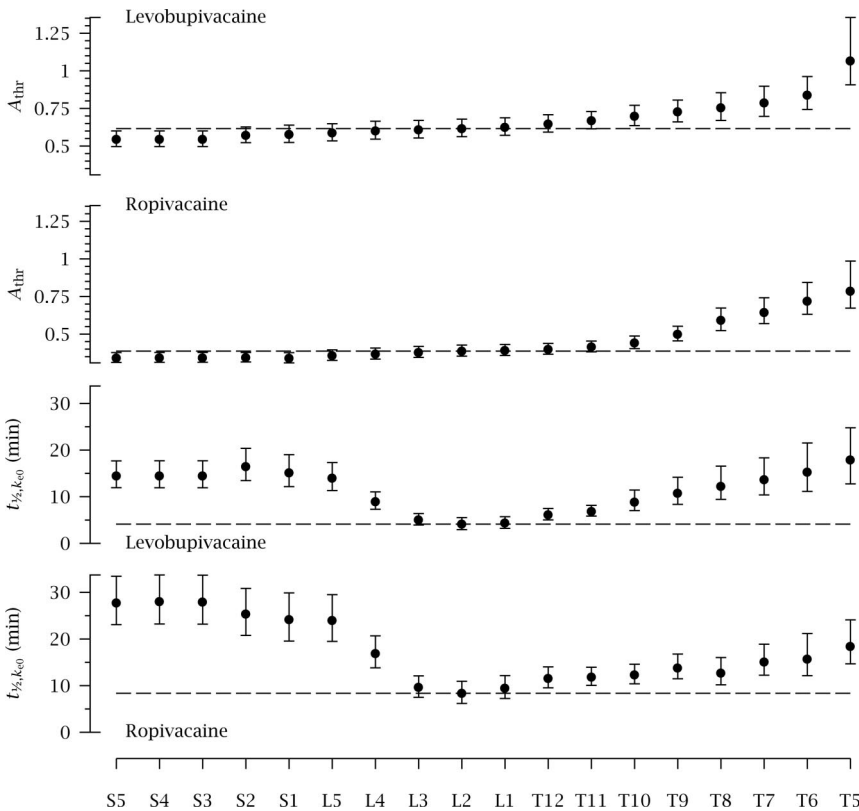 Levobupivacaine
1.25
1
0.75
0.5
A_thr
Ropivacaine
1.25
1
0.75
0.5
A_thr
30
20
10
0
t_½,k_e0 (min)
Levobupivacaine
30
20
10
0
t_½,k_e0 (min)
Ropivacaine
S5 S4 S3 S2 S1 L5 L4 L3 L2 L1 T12 T11 T10 T9 T8 T7 T6 T5